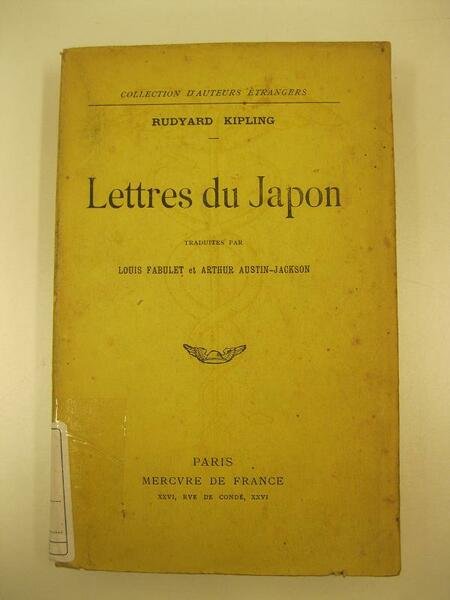 COLLECTION D'AUTEURS ÉTRANGERS
RUDYARD KIPLING
Lettres du Japon
TRADUITES PAR
LOUIS FABULET et ARTHUR AUSTIN-JACKSON
PARIS
MERCVRE DE FRANCE
XXVI, RVE DE CONDÉ, XXVI